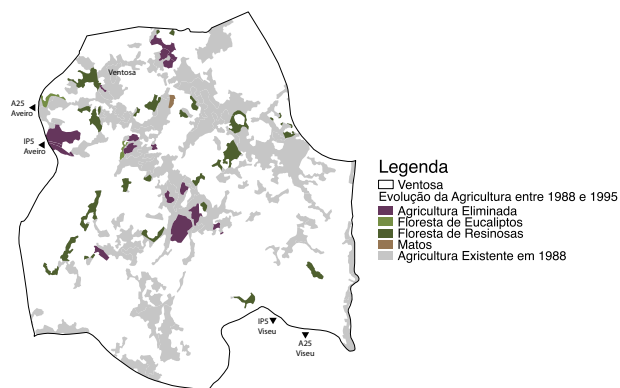 Ventosa
A25
Aveiro
IP5
Aveiro
IP5
Viseu
A25
Viseu
Legenda
Ventosa
Evolução da Agricultura entre 1988 e 1995
Agricultura Eliminada
Floresta de Eucaliptos
Floresta de Resinosas
Matos
Agricultura Existente em 1988